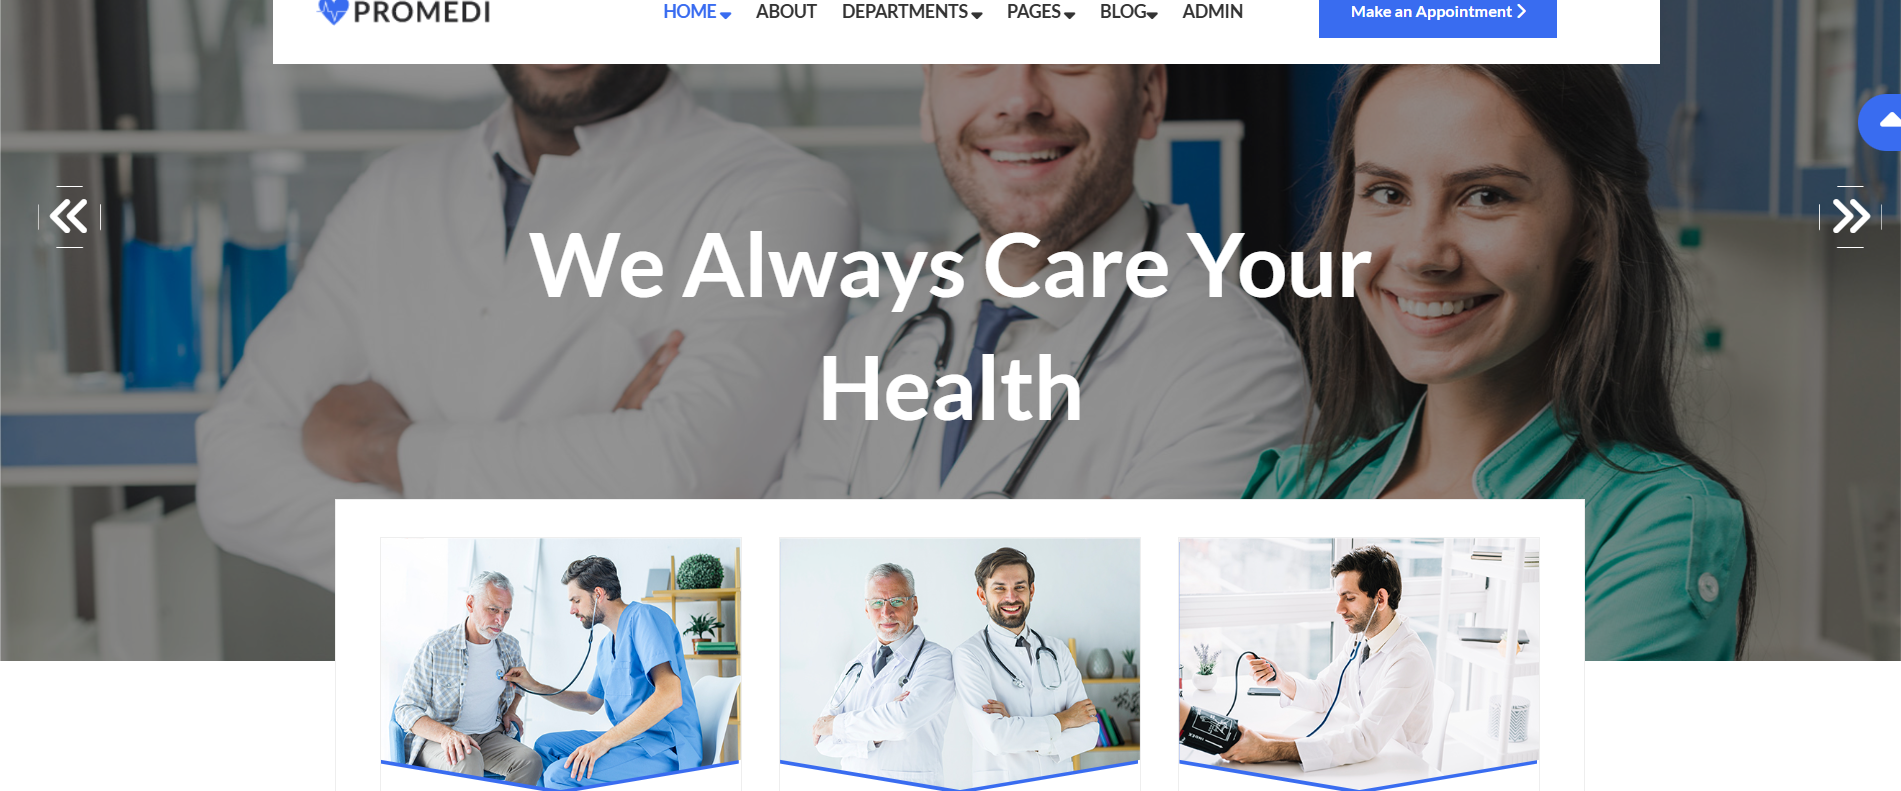 PROMEDI
HOME ABOUT DEPARTMENTS PAGES BLOG ADMIN
Make an Appointment
We Always Care Your
Health